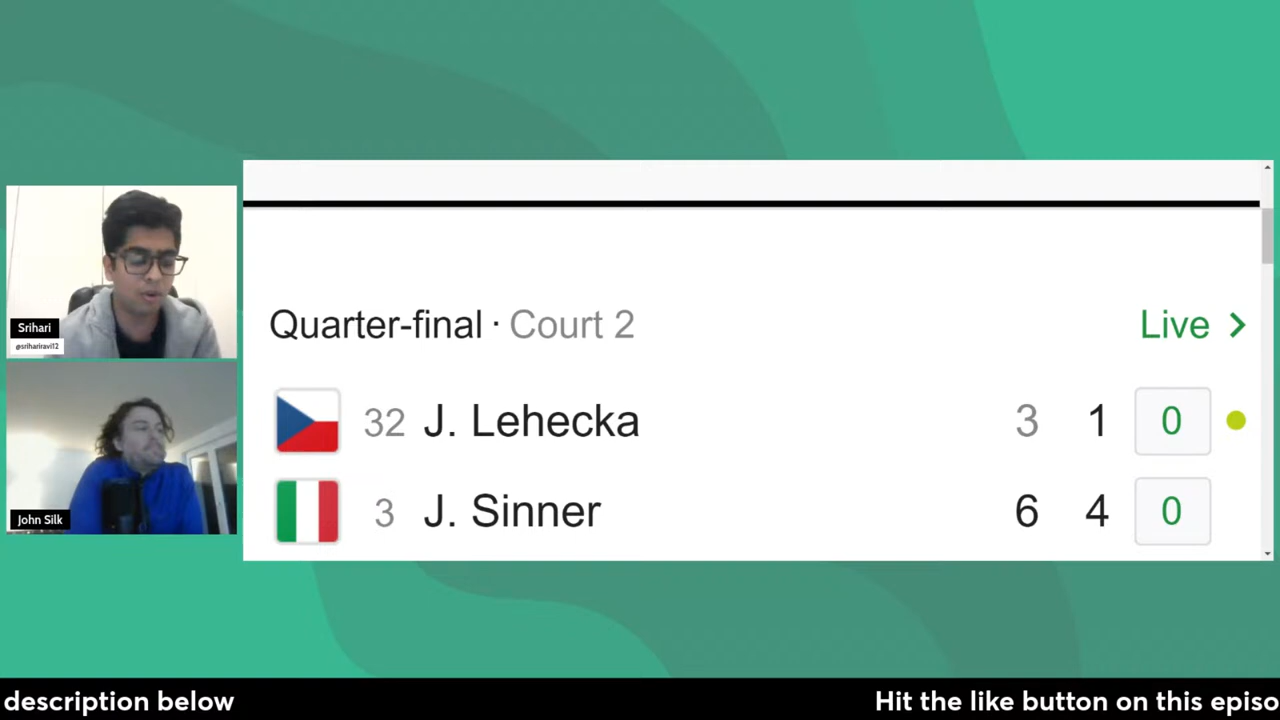 Quarter-final · Court 2 Live >
32 J. Lehecka 3 1 0
3 J. Sinner 6 4 0
Srihari
@srihariravi12
John Silk
description below Hit the like button on this episo